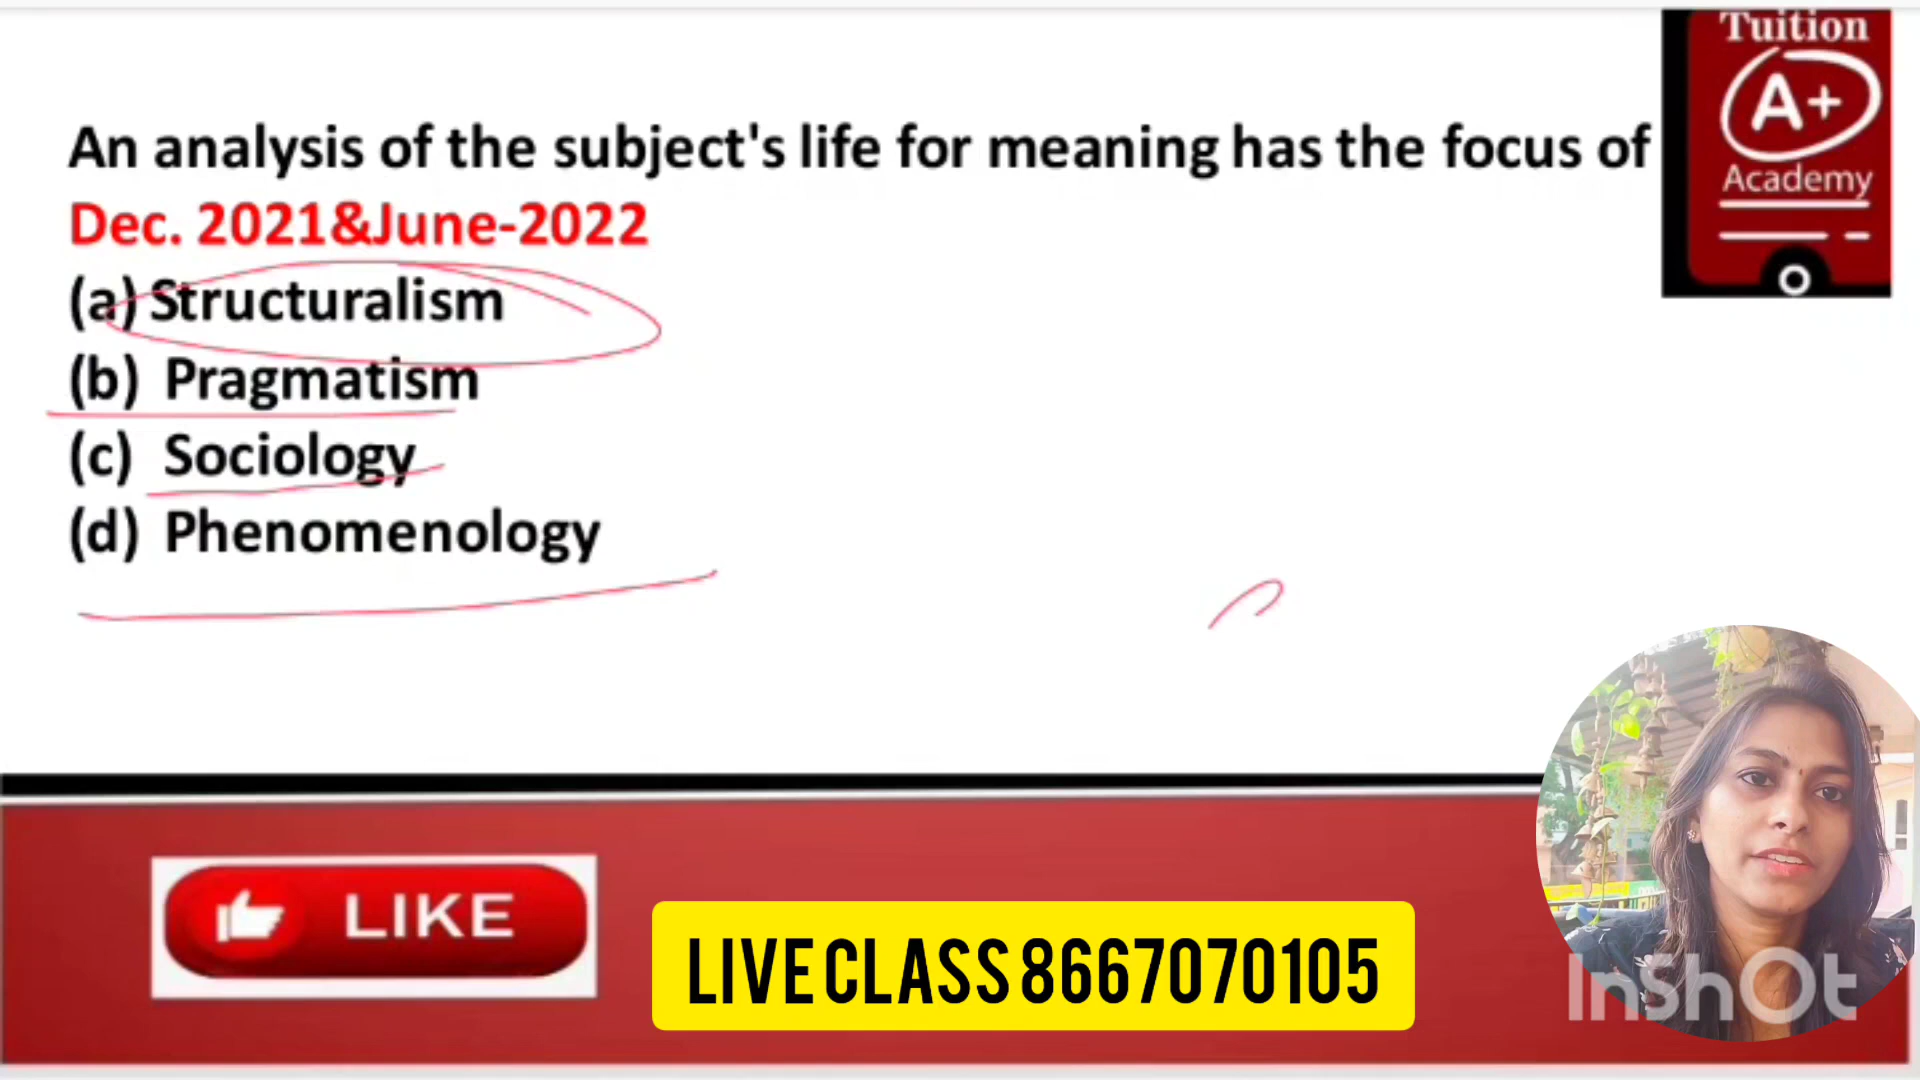 Tuition
A+
Academy
An analysis of the subject's life for meaning has the focus of
Dec. 2021&June-2022
(a) Structuralism
(b) Pragmatism
(c) Sociology
(d) Phenomenology
LIKE
LIVE CLASS 8667070105
InShOt